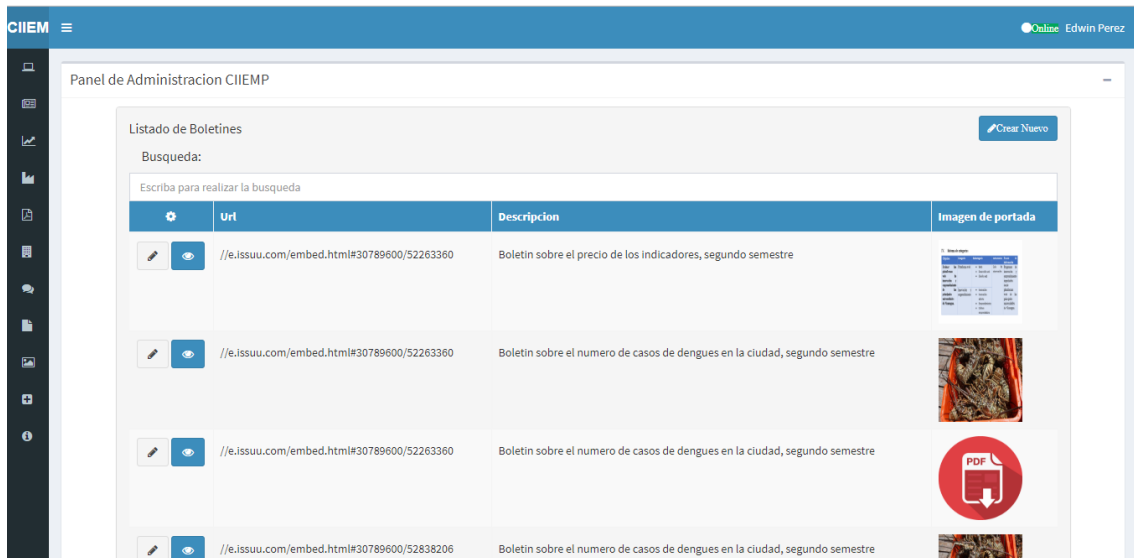 CIIEM
Online Edwin Perez
Panel de Administracion CIIEMP
Listado de Boletines
Crear Nuevo
Busqueda:
Escriba para realizar la busqueda
Url Descripcion Imagen de portada
//e.issuu.com/embed.html#30789600/52263360 Boletin sobre el precio de los indicadores, segundo semestre
//e.issuu.com/embed.html#30789600/52263360 Boletin sobre el numero de casos de dengues en la ciudad, segundo semestre
//e.issuu.com/embed.html#30789600/52263360 Boletin sobre el numero de casos de dengues en la ciudad, segundo semestre
PDF
//e.issuu.com/embed.html#30789600/52838206 Boletin sobre el numero de casos de dengues en la ciudad, segundo semestre